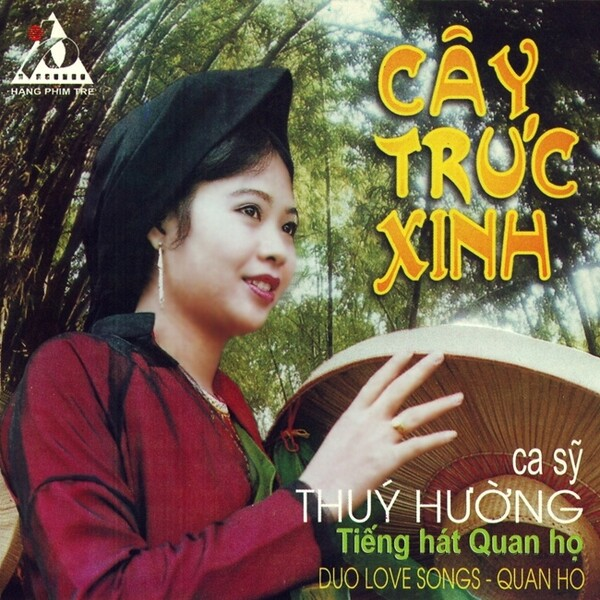 HÃNG PHIM TRẺ
CÂY
TRÚC
XINH
ca sỹ
THUÝ HƯỜNG
Tiếng hát Quan họ
DUO LOVE SONGS - QUAN HO